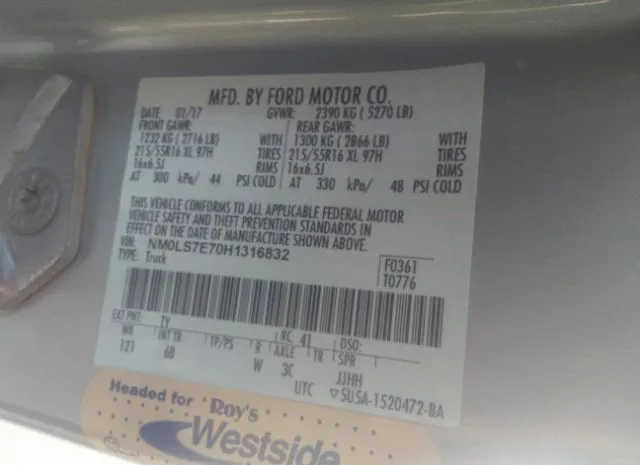 MFD. BY FORD MOTOR CO.
DATE: 01/17 GVWR: 2390 KG ( 5270 LB)
FRONT GAWR: REAR GAWR:
1232 KG ( 2716 LB) WITH 1300 KG ( 2866 LB) WITH
215/55R16 XL 97H TIRES 215/55R16 XL 97H TIRES
16x6.5J RIMS 16x6.5J RIMS
AT 300 kPa/ 44 PSI COLD AT 330 kPa/ 48 PSI COLD
THIS VEHICLE CONFORMS TO ALL APPLICABLE FEDERAL MOTOR
VEHICLE SAFETY AND THEFT PREVENTION STANDARDS IN
EFFECT ON THE DATE OF MANUFACTURE SHOWN ABOVE.
VIN: NM0LS7E70H1316832
TYPE: Truck
F0361
T0776
EXT PNT: TY RC: 41 DSO:
WB INT TR TP/PS R AXLE TR SPR
121 6B W 3C JJHH
UTC ▽5U5A-1520472-BA
Headed for Roy's
Westside